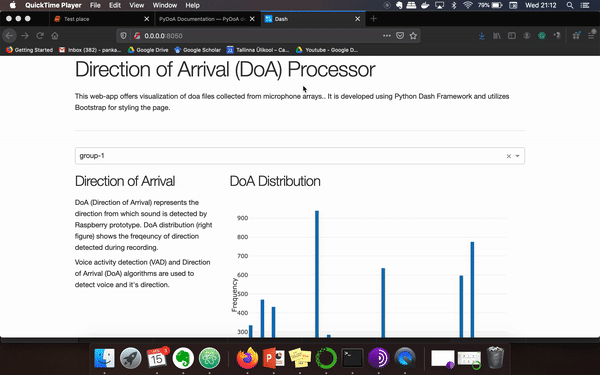 QuickTime Player File Edit View Window Help 79% Wed 21:12
Test place PyDoA Documentation — PyDoA d Dash
0.0.0.0:8050
Getting Started Inbox (382) - panka... Google Drive Google Scholar Tallinna Ülikool – Ca... Youtube - Google D...
Direction of Arrival (DoA) Processor
This web-app offers visualization of doa files collected from microphone arrays.. It is developed using Python Dash Framework and utilizes
Bootstrap for styling the page.
group-1
Direction of Arrival
DoA (Direction of Arrival) represents the
direction from which sound is detected by
Raspberry prototype. DoA distribution (right
figure) shows the freqeuncy of direction
detected during recording.
Voice activity detection (VAD) and Direction
of Arrival (DoA) algorithms are used to
detect voice and it's direction.
DoA Distribution
900
800
700
600
500
400
300
Frequency
15